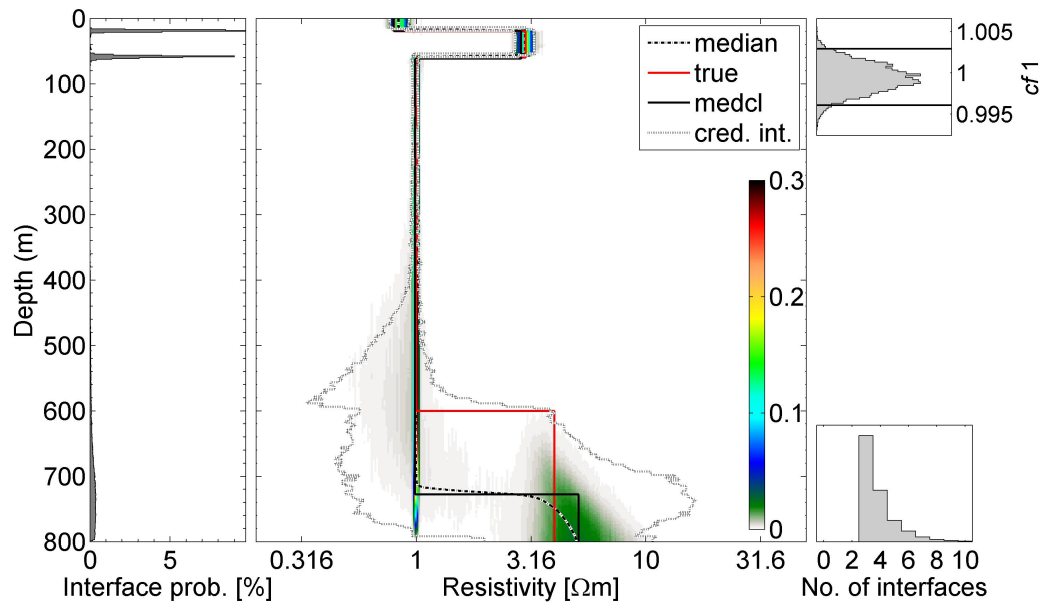 0
100
200
300
400
500
600
700
800
Depth (m)
0
5
Interface prob. [%]
median
true
medcl
cred. int.
0.3
0.2
0.1
0
0.316
1
3.16
10
31.6
Resistivity [Ωm]
1.005
1
0.995
cf 1
0 2 4 6 8 10
No. of interfaces